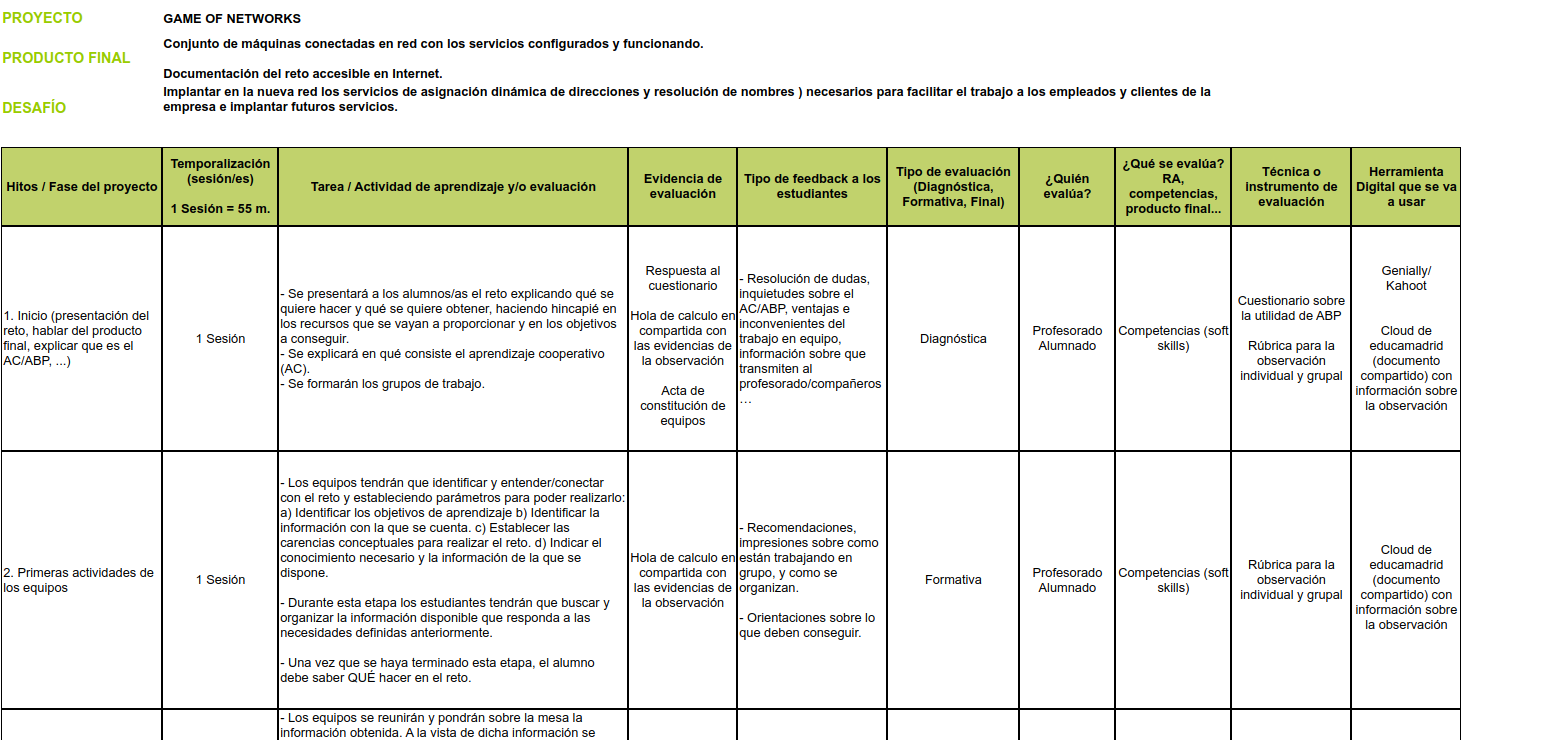 PROYECTO
GAME OF NETWORKS
PRODUCTO FINAL
Conjunto de máquinas conectadas en red con los servicios configurados y funcionando.
Documentación del reto accesible en Internet.
DESAFÍO
Implantar en la nueva red los servicios de asignación dinámica de direcciones y resolución de nombres ) necesarios para facilitar el trabajo a los empleados y clientes de la
empresa e implantar futuros servicios.
Hitos / Fase del proyecto
Temporalización
(sesión/es)
1 Sesión = 55 m.
Tarea / Actividad de aprendizaje y/o evaluación
Evidencia de
evaluación
Tipo de feedback a los
estudiantes
Tipo de evaluación
(Diagnóstica,
Formativa, Final)
¿Quién
evalúa?
¿Qué se evalúa?
RA,
competencias,
producto final...
Técnica o
instrumento de
evaluación
Herramienta
Digital que se va
a usar
1. Inicio (presentación del
reto, hablar del producto
final, explicar que es el
AC/ABP, ...)
1 Sesión
- Se presentará a los alumnos/as el reto explicando qué se
quiere hacer y qué se quiere obtener, haciendo hincapié en
los recursos que se vayan a proporcionar y en los objetivos
a conseguir.
- Se explicará en qué consiste el aprendizaje cooperativo
(AC).
- Se formarán los grupos de trabajo.
Respuesta al
cuestionario
Hola de calculo en
compartida con
las evidencias de
la observación
Acta de
constitución de
equipos
- Resolución de dudas,
inquietudes sobre el
AC/ABP, ventajas e
inconvenientes del
trabajo en equipo,
información sobre que
transmiten al
profesorado/compañeros
…
Diagnóstica
Profesorado
Alumnado
Competencias (soft
skills)
Cuestionario sobre
la utilidad de ABP
Rúbrica para la
observación
individual y grupal
Genially/
Kahoot
Cloud de
educamadrid
(documento
compartido) con
información sobre
la observación
2. Primeras actividades de
los equipos
1 Sesión
- Los equipos tendrán que identificar y entender/conectar
con el reto y estableciendo parámetros para poder realizarlo:
a) Identificar los objetivos de aprendizaje b) Identificar la
información con la que se cuenta. c) Establecer las
carencias conceptuales para realizar el reto. d) Indicar el
conocimiento necesario y la información de la que se
dispone.
- Durante esta etapa los estudiantes tendrán que buscar y
organizar la información disponible que responda a las
necesidades definidas anteriormente.
- Una vez que se haya terminado esta etapa, el alumno
debe saber QUÉ hacer en el reto.
Hola de calculo en
compartida con
las evidencias de
la observación
- Recomendaciones,
impresiones sobre como
están trabajando en
grupo, y como se
organizan.
- Orientaciones sobre lo
que deben conseguir.
Formativa
Profesorado
Alumnado
Competencias (soft
skills)
Rúbrica para la
observación
individual y grupal
Cloud de
educamadrid
(documento
compartido) con
información sobre
la observación
- Los equipos se reunirán y pondrán sobre la mesa la
información obtenida. A la vista de dicha información se